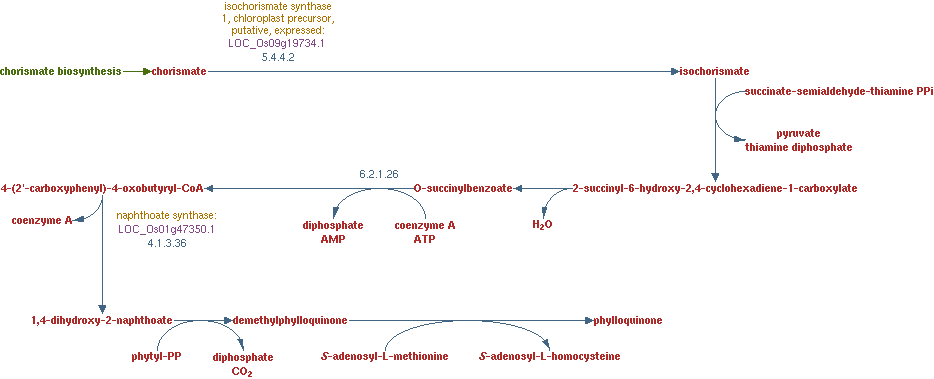 isochorismate synthase
1, chloroplast precursor,
putative, expressed:
LOC_Os09g19734.1
5.4.4.2
chorismate biosynthesis chorismate isochorismate
succinate-semialdehyde-thiamine PPi
pyruvate
thiamine diphosphate
4-(2'-carboxyphenyl)-4-oxobutyryl-CoA 6.2.1.26 O-succinylbenzoate 2-succinyl-6-hydroxy-2,4-cyclohexadiene-1-carboxylate
coenzyme A
naphthoate synthase:
LOC_Os01g47350.1
4.1.3.36
diphosphate
AMP
coenzyme A
ATP
H2O
1,4-dihydroxy-2-naphthoate demethylphylloquinone phylloquinone
phytyl-PP
diphosphate
CO2
S-adenosyl-L-methionine
S-adenosyl-L-homocysteine